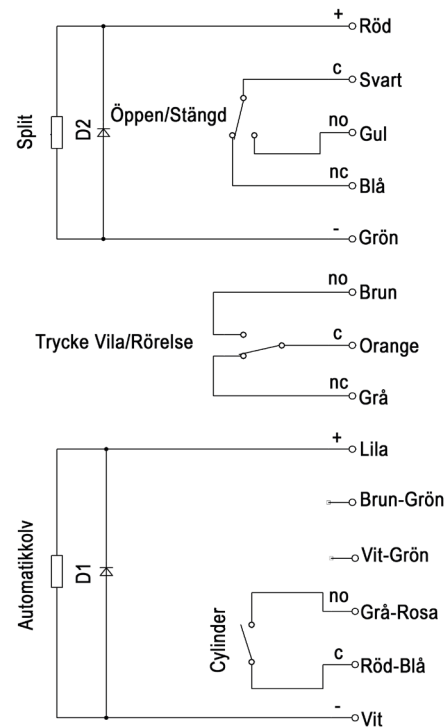 + Röd
c Svart
Öppen/Stängd
no Gul
Split
D2
nc Blå
- Grön
no Brun
Trycke Vila/Rörelse
c Orange
nc Grå
+ Lila
Brun-Grön
Vit-Grön
Automatikkolv
D1
no Grå-Rosa
Cylinder
c Röd-Blå
- Vit